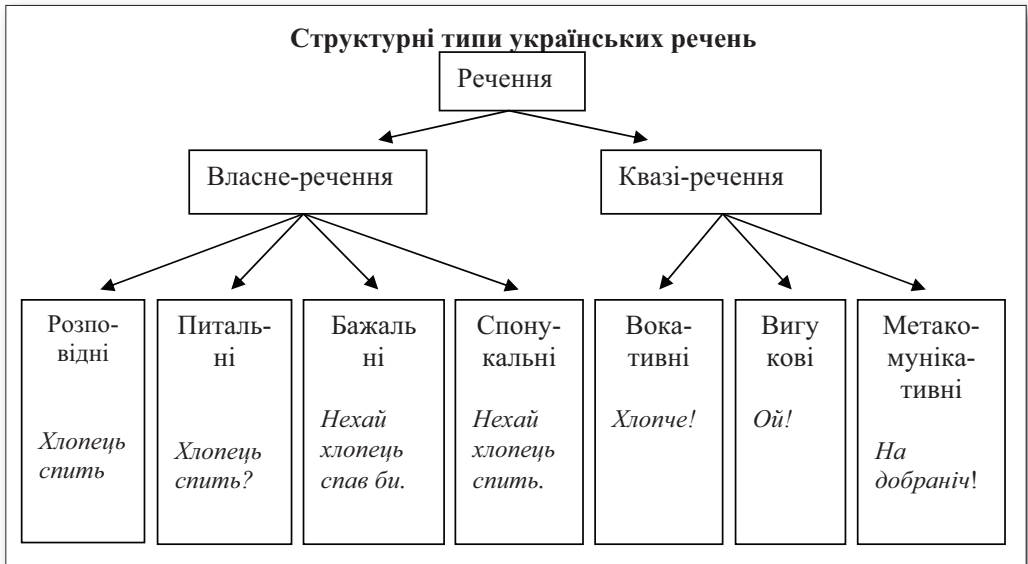 Структурні типи українських речень
Речення
Власне-речення
Квазі-речення
Розпо-
відні
Хлопець
спить
Питаль-
ні
Хлопець
спить?
Бажаль
ні
Нехай
хлопець
спав би.
Спону-
кальні
Нехай
хлопець
спить.
Вока-
тивні
Хлопче!
Вигу
кові
Ой!
Метако-
муніка-
тивні
На
добраніч!